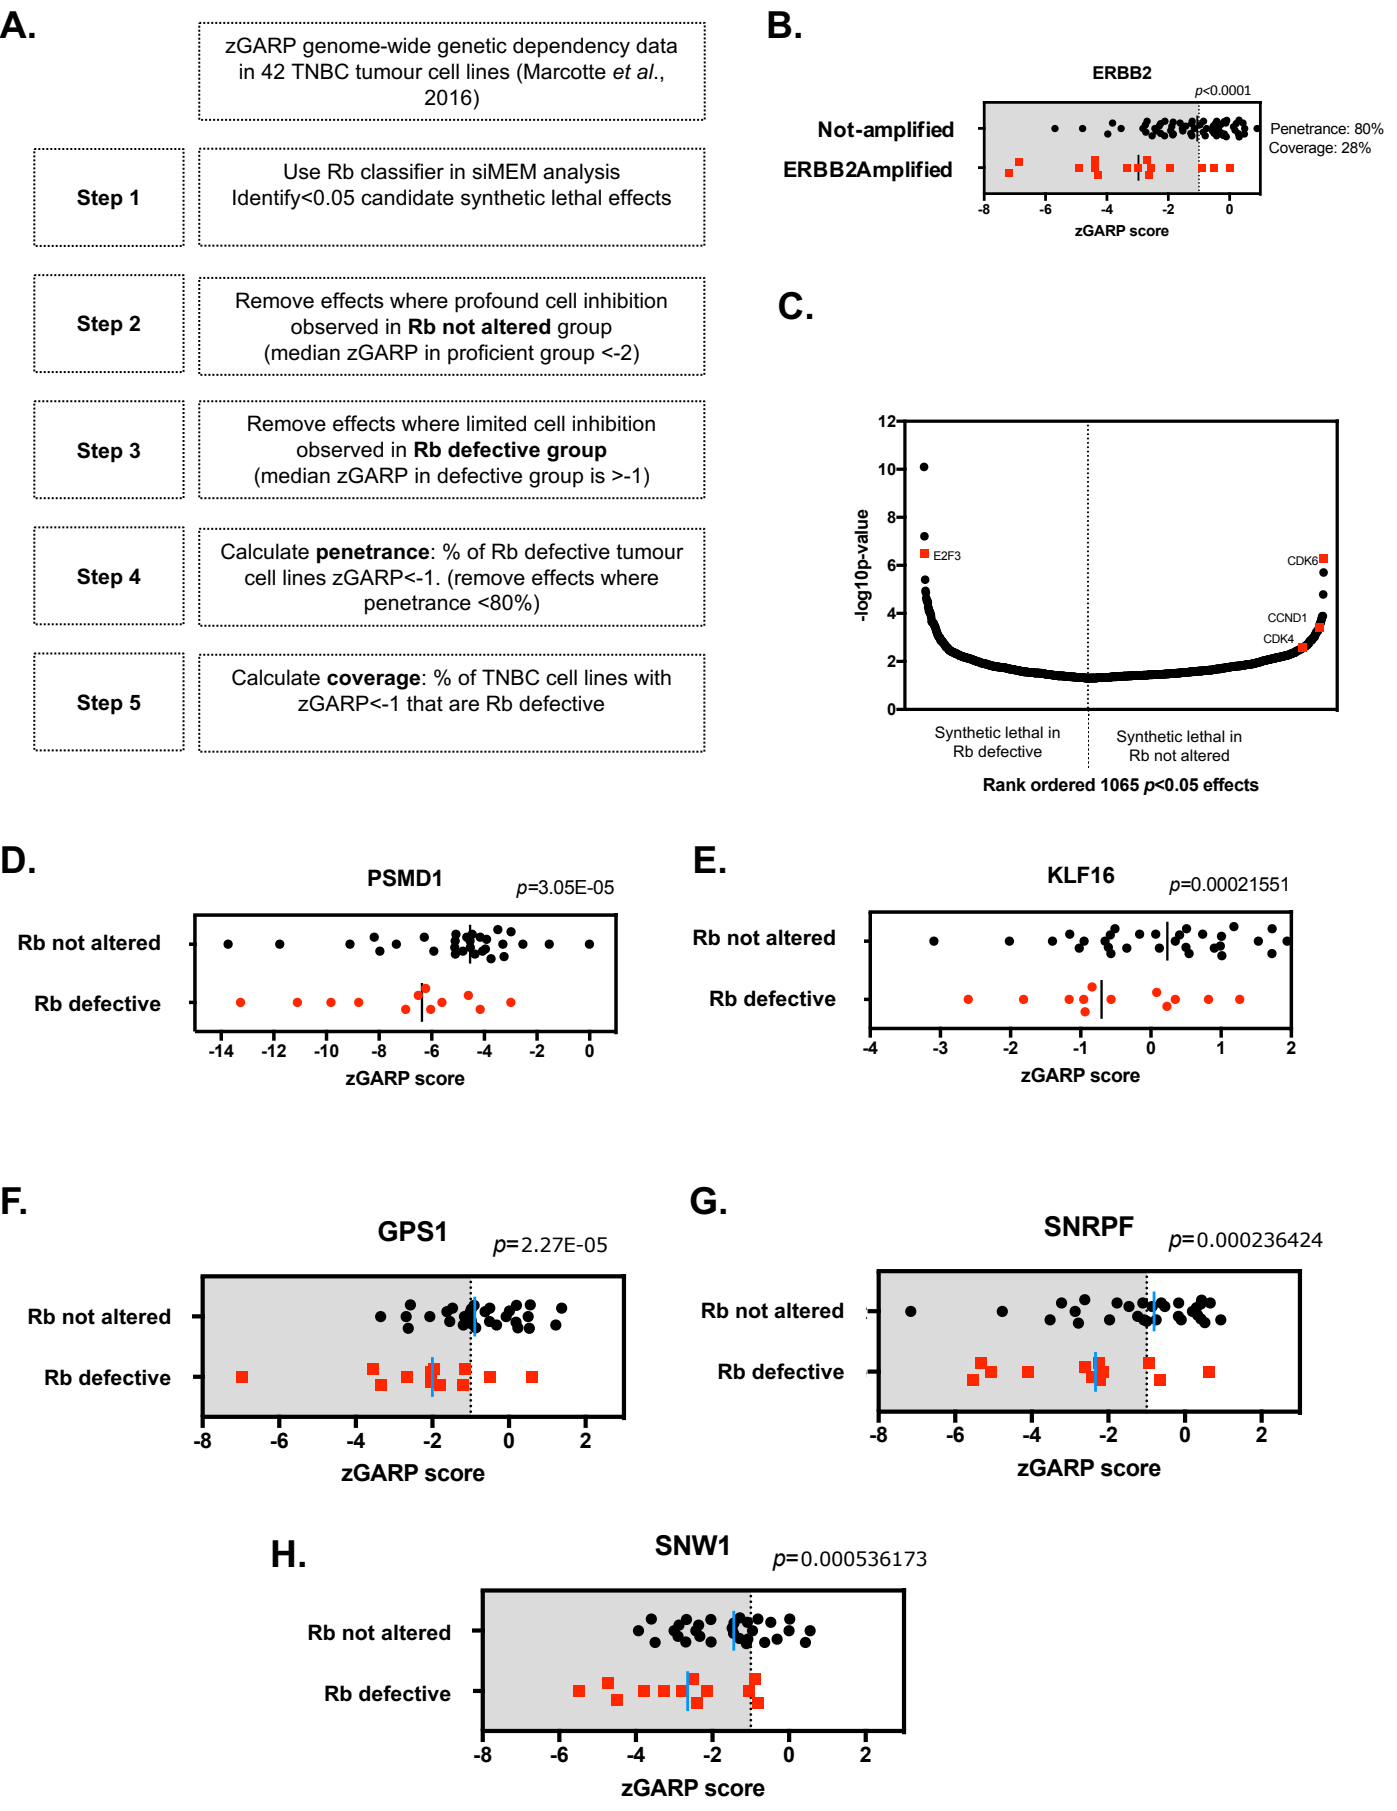 A.
zGARP genome-wide genetic dependency data
in 42 TNBC tumour cell lines (Marcotte et al.,
2016)
Step 1
Use Rb classifier in siMEM analysis
Identify<0.05 candidate synthetic lethal effects
Step 2
Remove effects where profound cell inhibition
observed in Rb not altered group
(median zGARP in proficient group <-2)
Step 3
Remove effects where limited cell inhibition
observed in Rb defective group
(median zGARP in defective group is >-1)
Step 4
Calculate penetrance: % of Rb defective tumour
cell lines zGARP<-1. (remove effects where
penetrance <80%)
Step 5
Calculate coverage: % of TNBC cell lines with
zGARP<-1 that are Rb defective
B.
ERBB2
p<0.0001
Not-amplified
ERBB2Amplified
Penetrance: 80%
Coverage: 28%
-8 -6 -4 -2 0
zGARP score
C.
12
10
8
6
4
2
0
-log10p-value
E2F3
CDK6
CCND1
CDK4
Synthetic lethal in
Rb defective
Synthetic lethal in
Rb not altered
Rank ordered 1065 p<0.05 effects
D.
PSMD1
p=3.05E-05
Rb not altered
Rb defective
-14 -12 -10 -8 -6 -4 -2 0
zGARP score
E.
KLF16
p=0.00021551
Rb not altered
Rb defective
-4 -3 -2 -1 0 1 2
zGARP score
F.
GPS1
p=2.27E-05
Rb not altered
Rb defective
-8 -6 -4 -2 0 2
zGARP score
G.
SNRPF
p=0.000236424
Rb not altered
Rb defective
-8 -6 -4 -2 0 2
zGARP score
H.
SNW1
p=0.000536173
Rb not altered
Rb defective
-8 -6 -4 -2 0 2
zGARP score